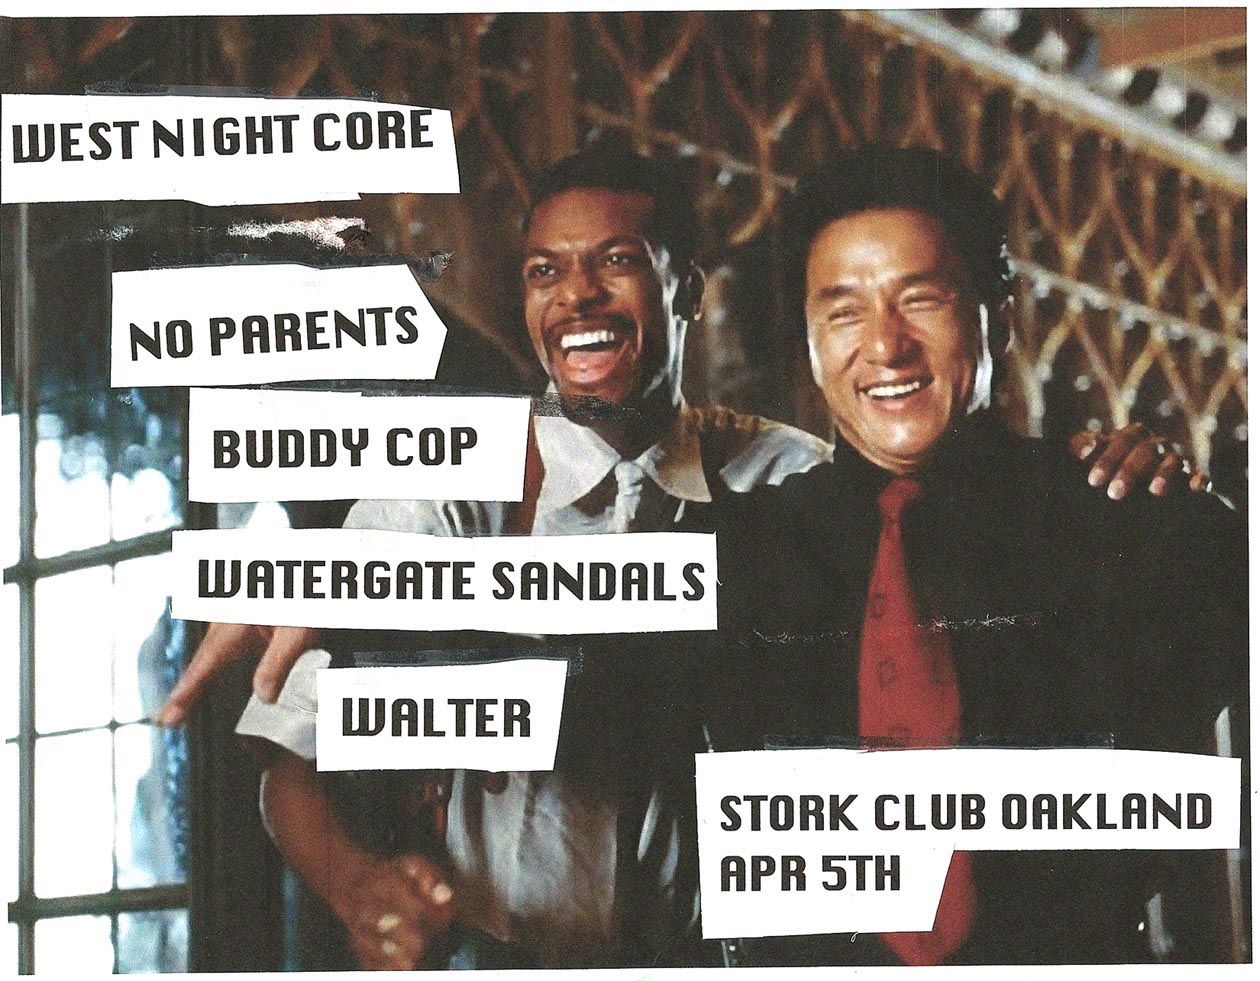 WEST NIGHT CORE
NO PARENTS
BUDDY COP
WATERGATE SANDALS
WALTER
STORK CLUB OAKLAND
APR 5TH